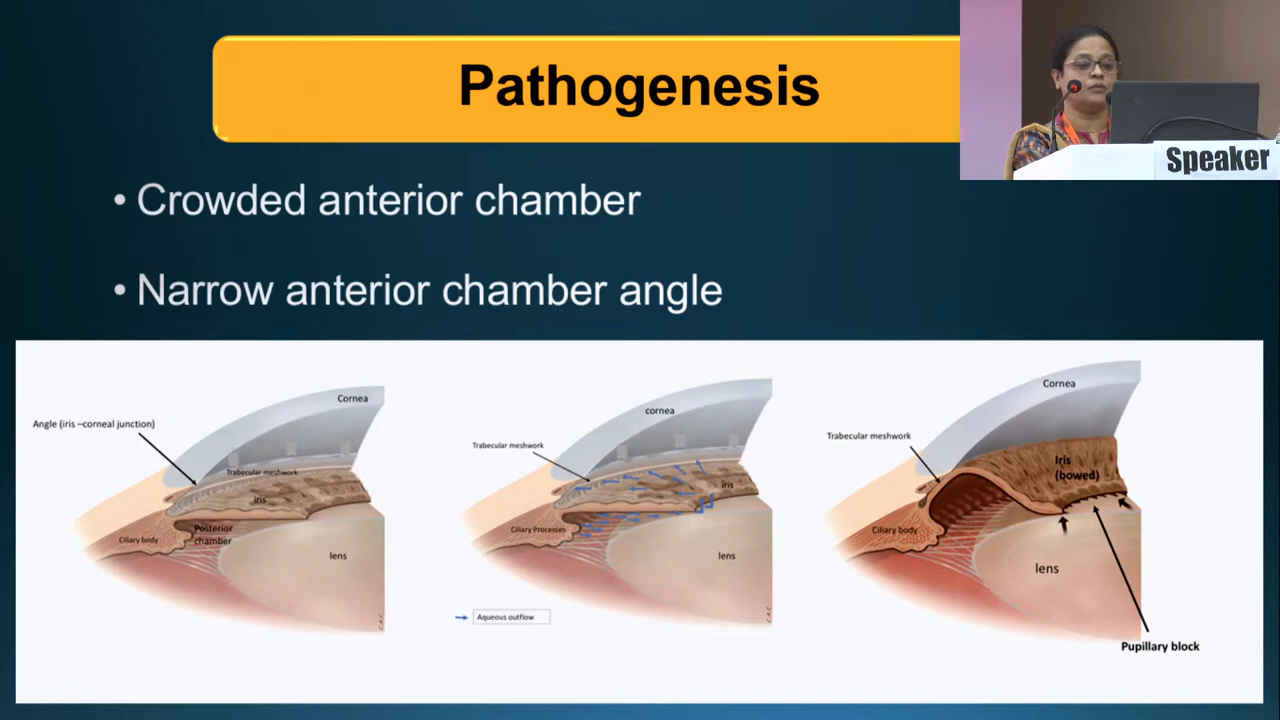 Pathogenesis
Speaker
• Crowded anterior chamber
• Narrow anterior chamber angle
Cornea
Angle (iris –corneal junction)
Trabecular meshwork
iris
Posterior
chamber
Ciliary body
lens
C.A.C.
cornea
Trabecular meshwork
iris
Ciliary Processes
lens
Aqueous outflow
C.A.C.
Cornea
Trabecular meshwork
Iris
(bowed)
Ciliary body
lens
Pupillary block